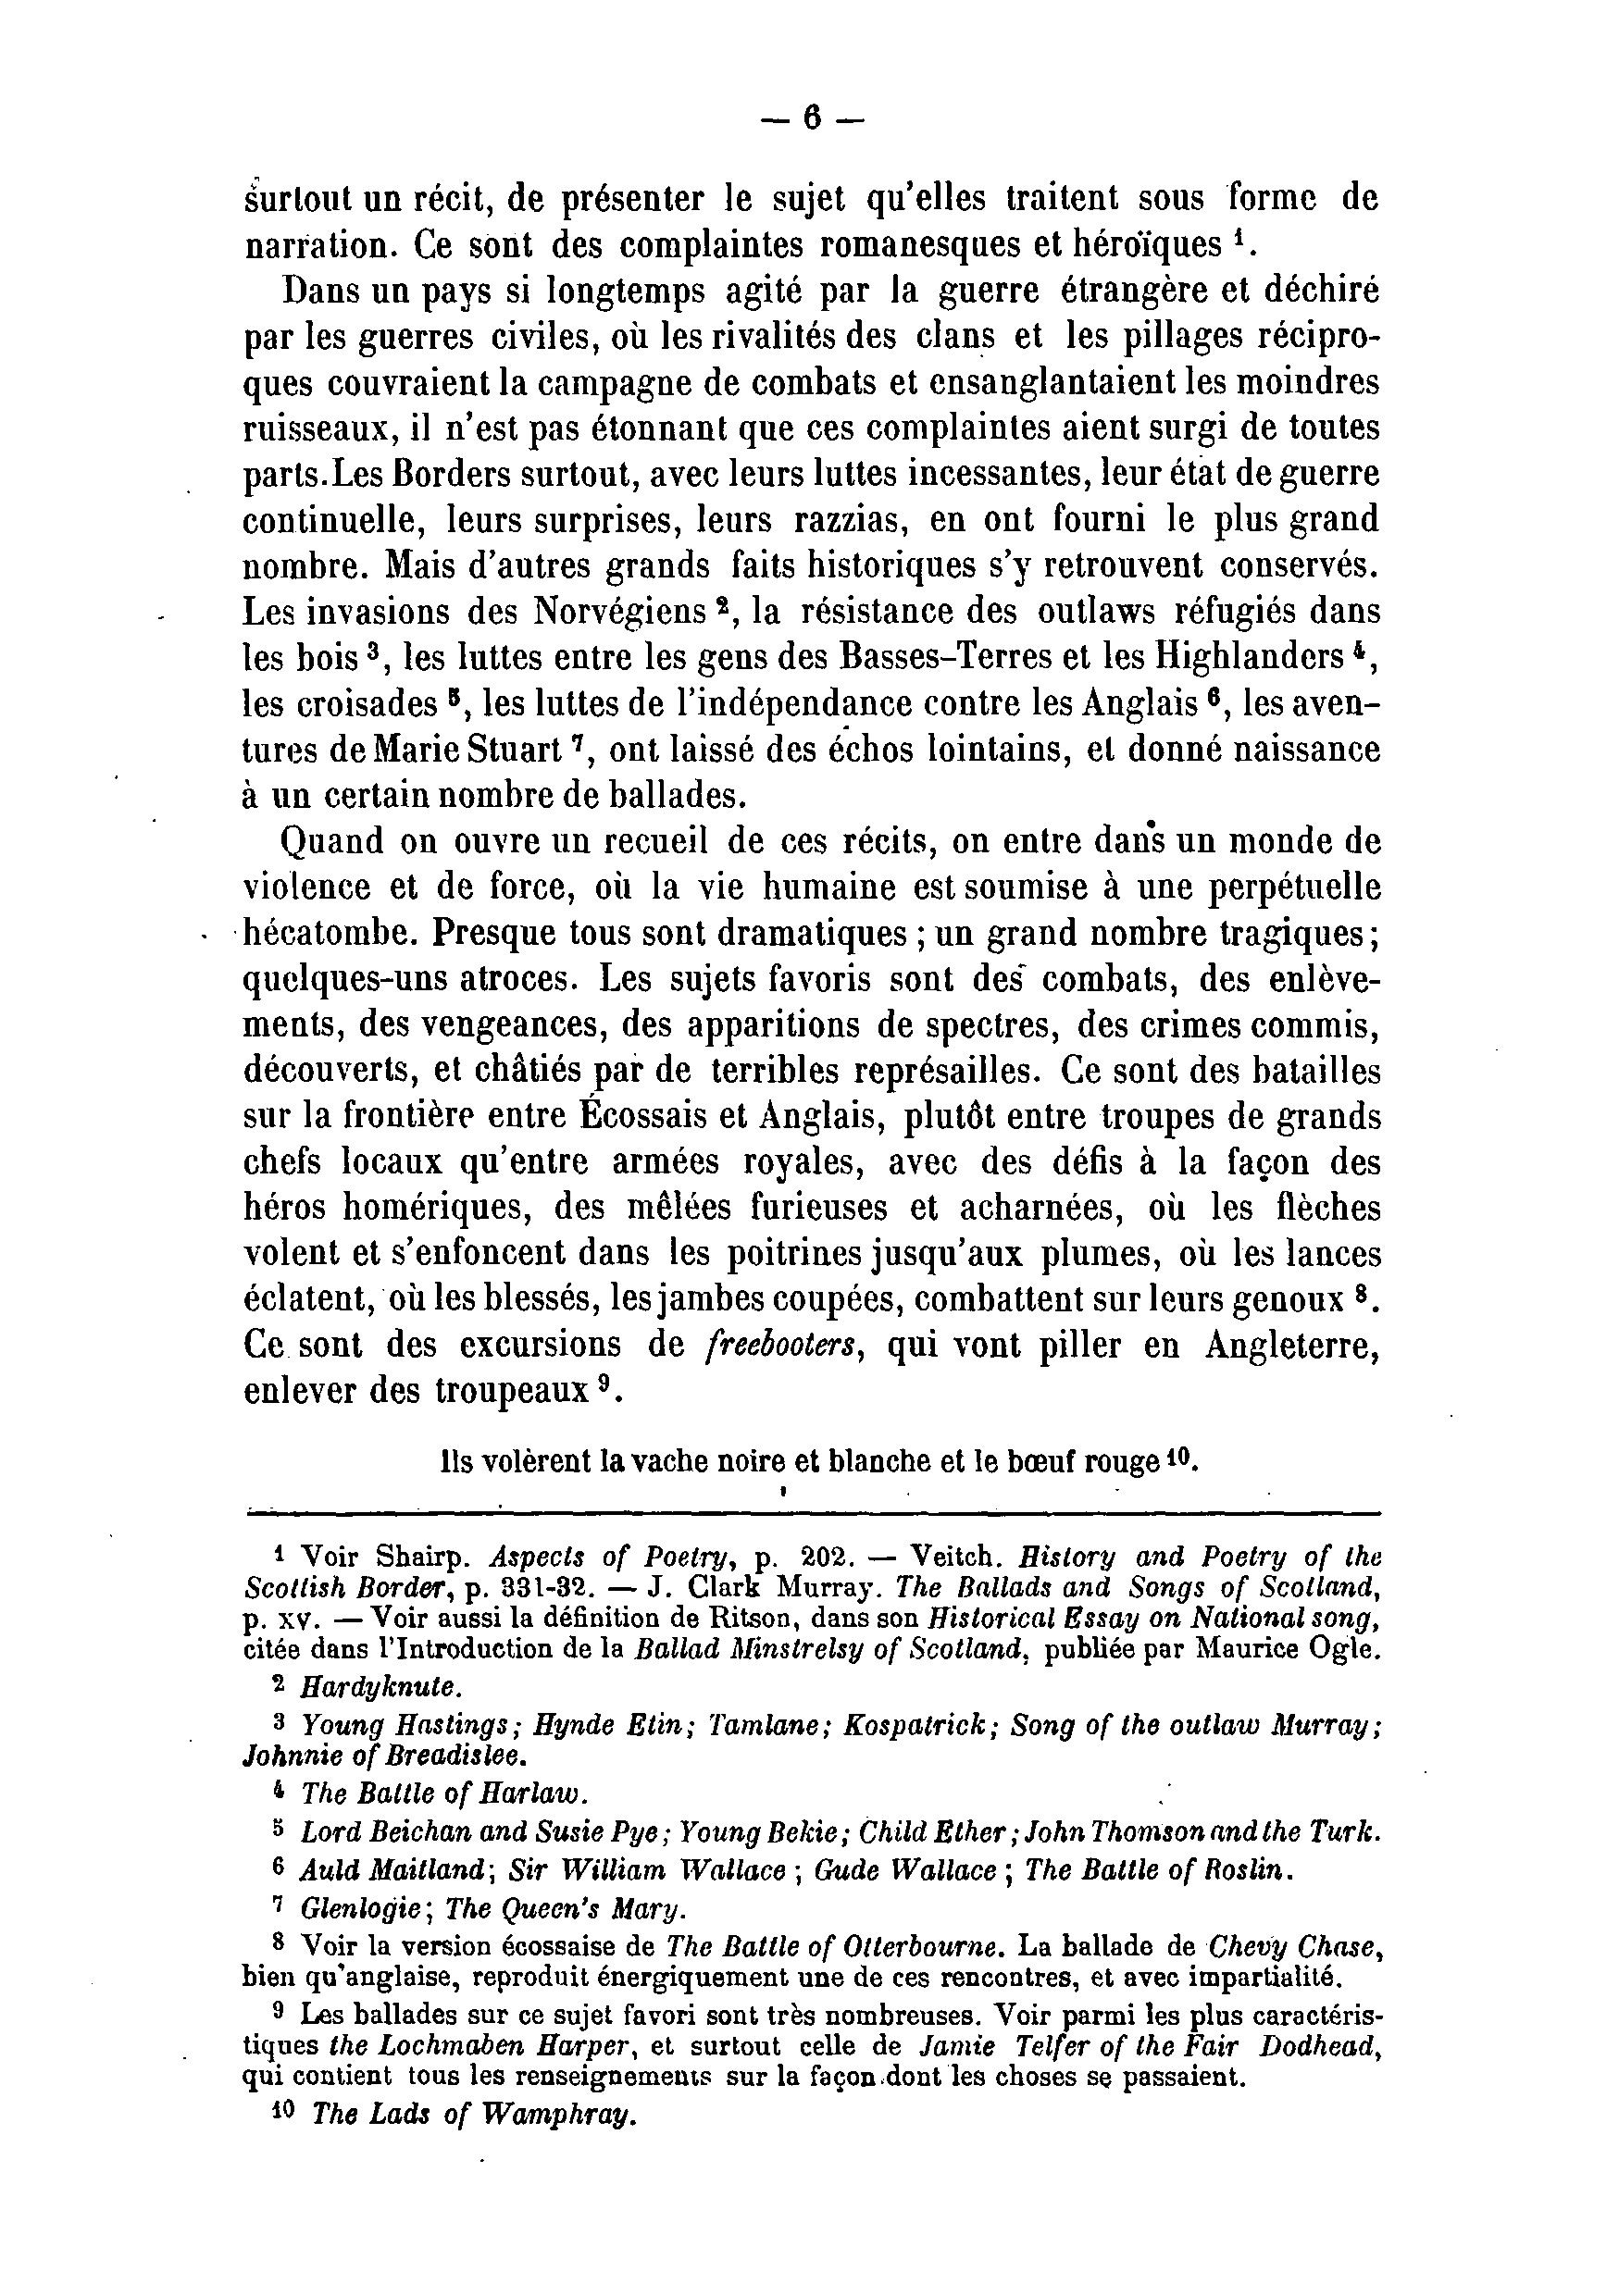 — 6 —
surtout un récit, de présenter le sujet qu'elles traitent sous forme de
narration. Ce sont des complaintes romanesques et héroïques ¹.
Dans un pays si longtemps agité par la guerre étrangère et déchiré
par les guerres civiles, où les rivalités des clans et les pillages récipro-
ques couvraient la campagne de combats et ensanglantaient les moindres
ruisseaux, il n'est pas étonnant que ces complaintes aient surgi de toutes
parts. Les Borders surtout, avec leurs luttes incessantes, leur état de guerre
continuelle, leurs surprises, leurs razzias, en ont fourni le plus grand
nombre. Mais d'autres grands faits historiques s'y retrouvent conservés.
Les invasions des Norvégiens ², la résistance des outlaws réfugiés dans
les bois ³, les luttes entre les gens des Basses-Terres et les Highlanders ⁴,
les croisades ⁵, les luttes de l'indépendance contre les Anglais ⁶, les aven-
tures de Marie Stuart ⁷, ont laissé des échos lointains, et donné naissance
à un certain nombre de ballades.
Quand on ouvre un recueil de ces récits, on entre dans un monde de
violence et de force, où la vie humaine est soumise à une perpétuelle
hécatombe. Presque tous sont dramatiques ; un grand nombre tragiques ;
quelques-uns atroces. Les sujets favoris sont des combats, des enlève-
ments, des vengeances, des apparitions de spectres, des crimes commis,
découverts, et châtiés par de terribles représailles. Ce sont des batailles
sur la frontière entre Écossais et Anglais, plutôt entre troupes de grands
chefs locaux qu'entre armées royales, avec des défis à la façon des
héros homériques, des mêlées furieuses et acharnées, où les flèches
volent et s'enfoncent dans les poitrines jusqu'aux plumes, où les lances
éclatent, où les blessés, les jambes coupées, combattent sur leurs genoux ⁸.
Ce sont des excursions de freebooters, qui vont piller en Angleterre,
enlever des troupeaux ⁹.
Ils volèrent la vache noire et blanche et le bœuf rouge ¹⁰.
¹ Voir Shairp. Aspects of Poetry, p. 202. — Veitch. History and Poetry of the
Scottish Border, p. 331-32. — J. Clark Murray. The Ballads and Songs of Scotland,
p. XV. — Voir aussi la définition de Ritson, dans son Historical Essay on National song,
citée dans l'Introduction de la Ballad Minstrelsy of Scotland, publiée par Maurice Ogle.
² Hardyknute.
³ Young Hastings ; Hynde Etin ; Tamlane ; Kospatrick ; Song of the outlaw Murray ;
Johnnie of Breadislee.
⁴ The Battle of Harlaw.
⁵ Lord Beichan and Susie Pye ; Young Bekie ; Child Ether ; John Thomson and the Turk.
⁶ Auld Maitland ; Sir William Wallace ; Gude Wallace ; The Battle of Roslin.
⁷ Glenlogie ; The Queen's Mary.
⁸ Voir la version écossaise de The Battle of Otterbourne. La ballade de Chevy Chase,
bien qu'anglaise, reproduit énergiquement une de ces rencontres, et avec impartialité.
⁹ Les ballades sur ce sujet favori sont très nombreuses. Voir parmi les plus caractéris-
tiques the Lochmaben Harper, et surtout celle de Jamie Telfer of the Fair Dodhead,
qui contient tous les renseignements sur la façon dont les choses se passaient.
¹⁰ The Lads of Wamphray.